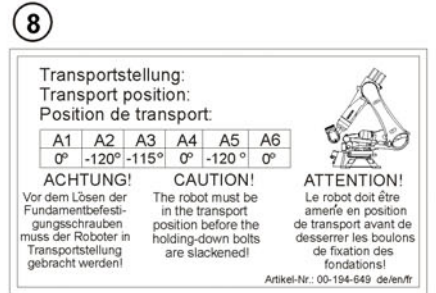 8
Transportstellung:
Transport position:
Position de transport:
A1 A2 A3 A4 A5 A6
0° -120° -115° 0° -120 ° 0°
ACHTUNG!
Vor dem Lösen der
Fundamentbefesti-
gungsschrauben
muss der Roboter in
Transportstellung
gebracht werden!
CAUTION!
The robot must be
in the transport
position before the
holding-down bolts
are slackened!
ATTENTION!
Le robot doit être
amené en position
de transport avant de
desserrer les boulons
de fixation des
fondations!
Artikel-Nr.: 00-194-649 de/en/fr